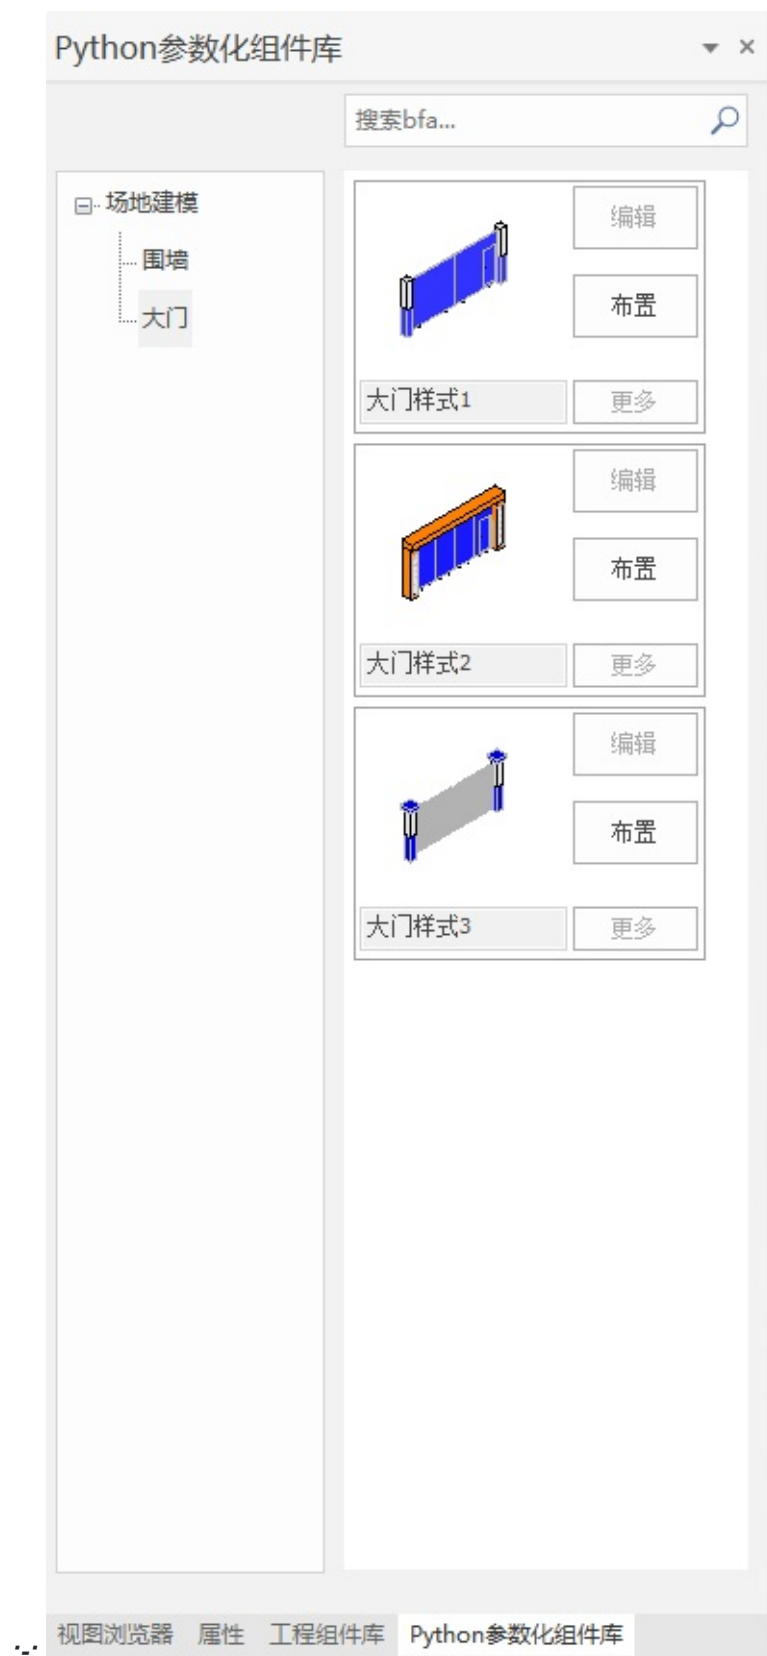 Python参数化组件库
搜索bfa...
场地建模
围墙
大门
编辑
布置
大门样式1
更多
编辑
布置
大门样式2
更多
编辑
布置
大门样式3
更多
视图浏览器 属性 工程组件库 Python参数化组件库